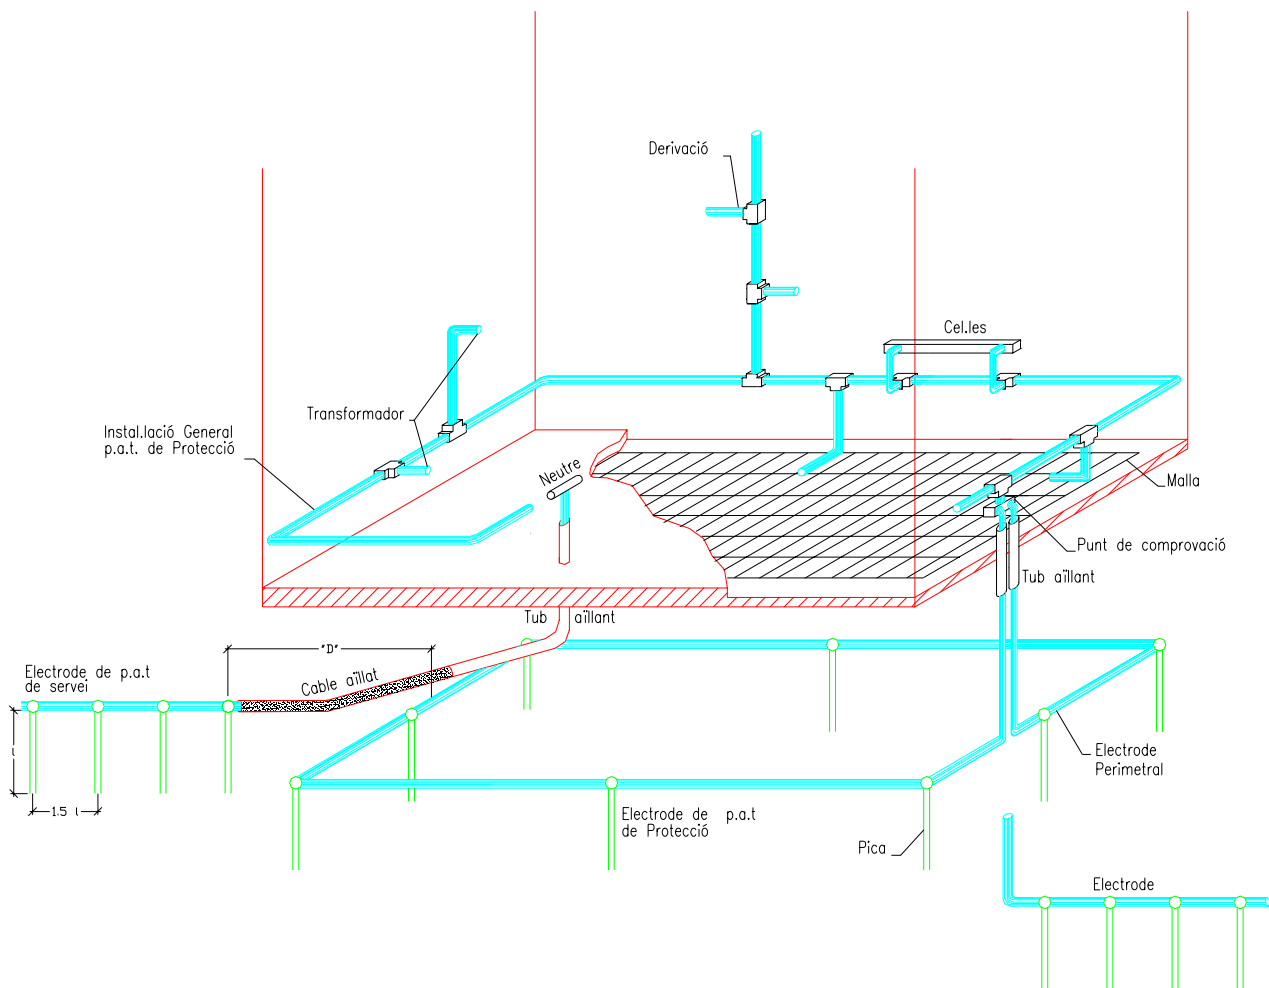 Derivació
Cel.les
Transformador
Instal.lació General
p.a.t. de Protecció
Neutre
Malla
Punt de comprovació
Tub aïllant
Tub aïllant
"D"
Electrode de p.a.t
de servei
Cable aïllat
l
1.5 l
Electrode
Perimetral
Electrode de p.a.t
de Protecció
Pica
Electrode